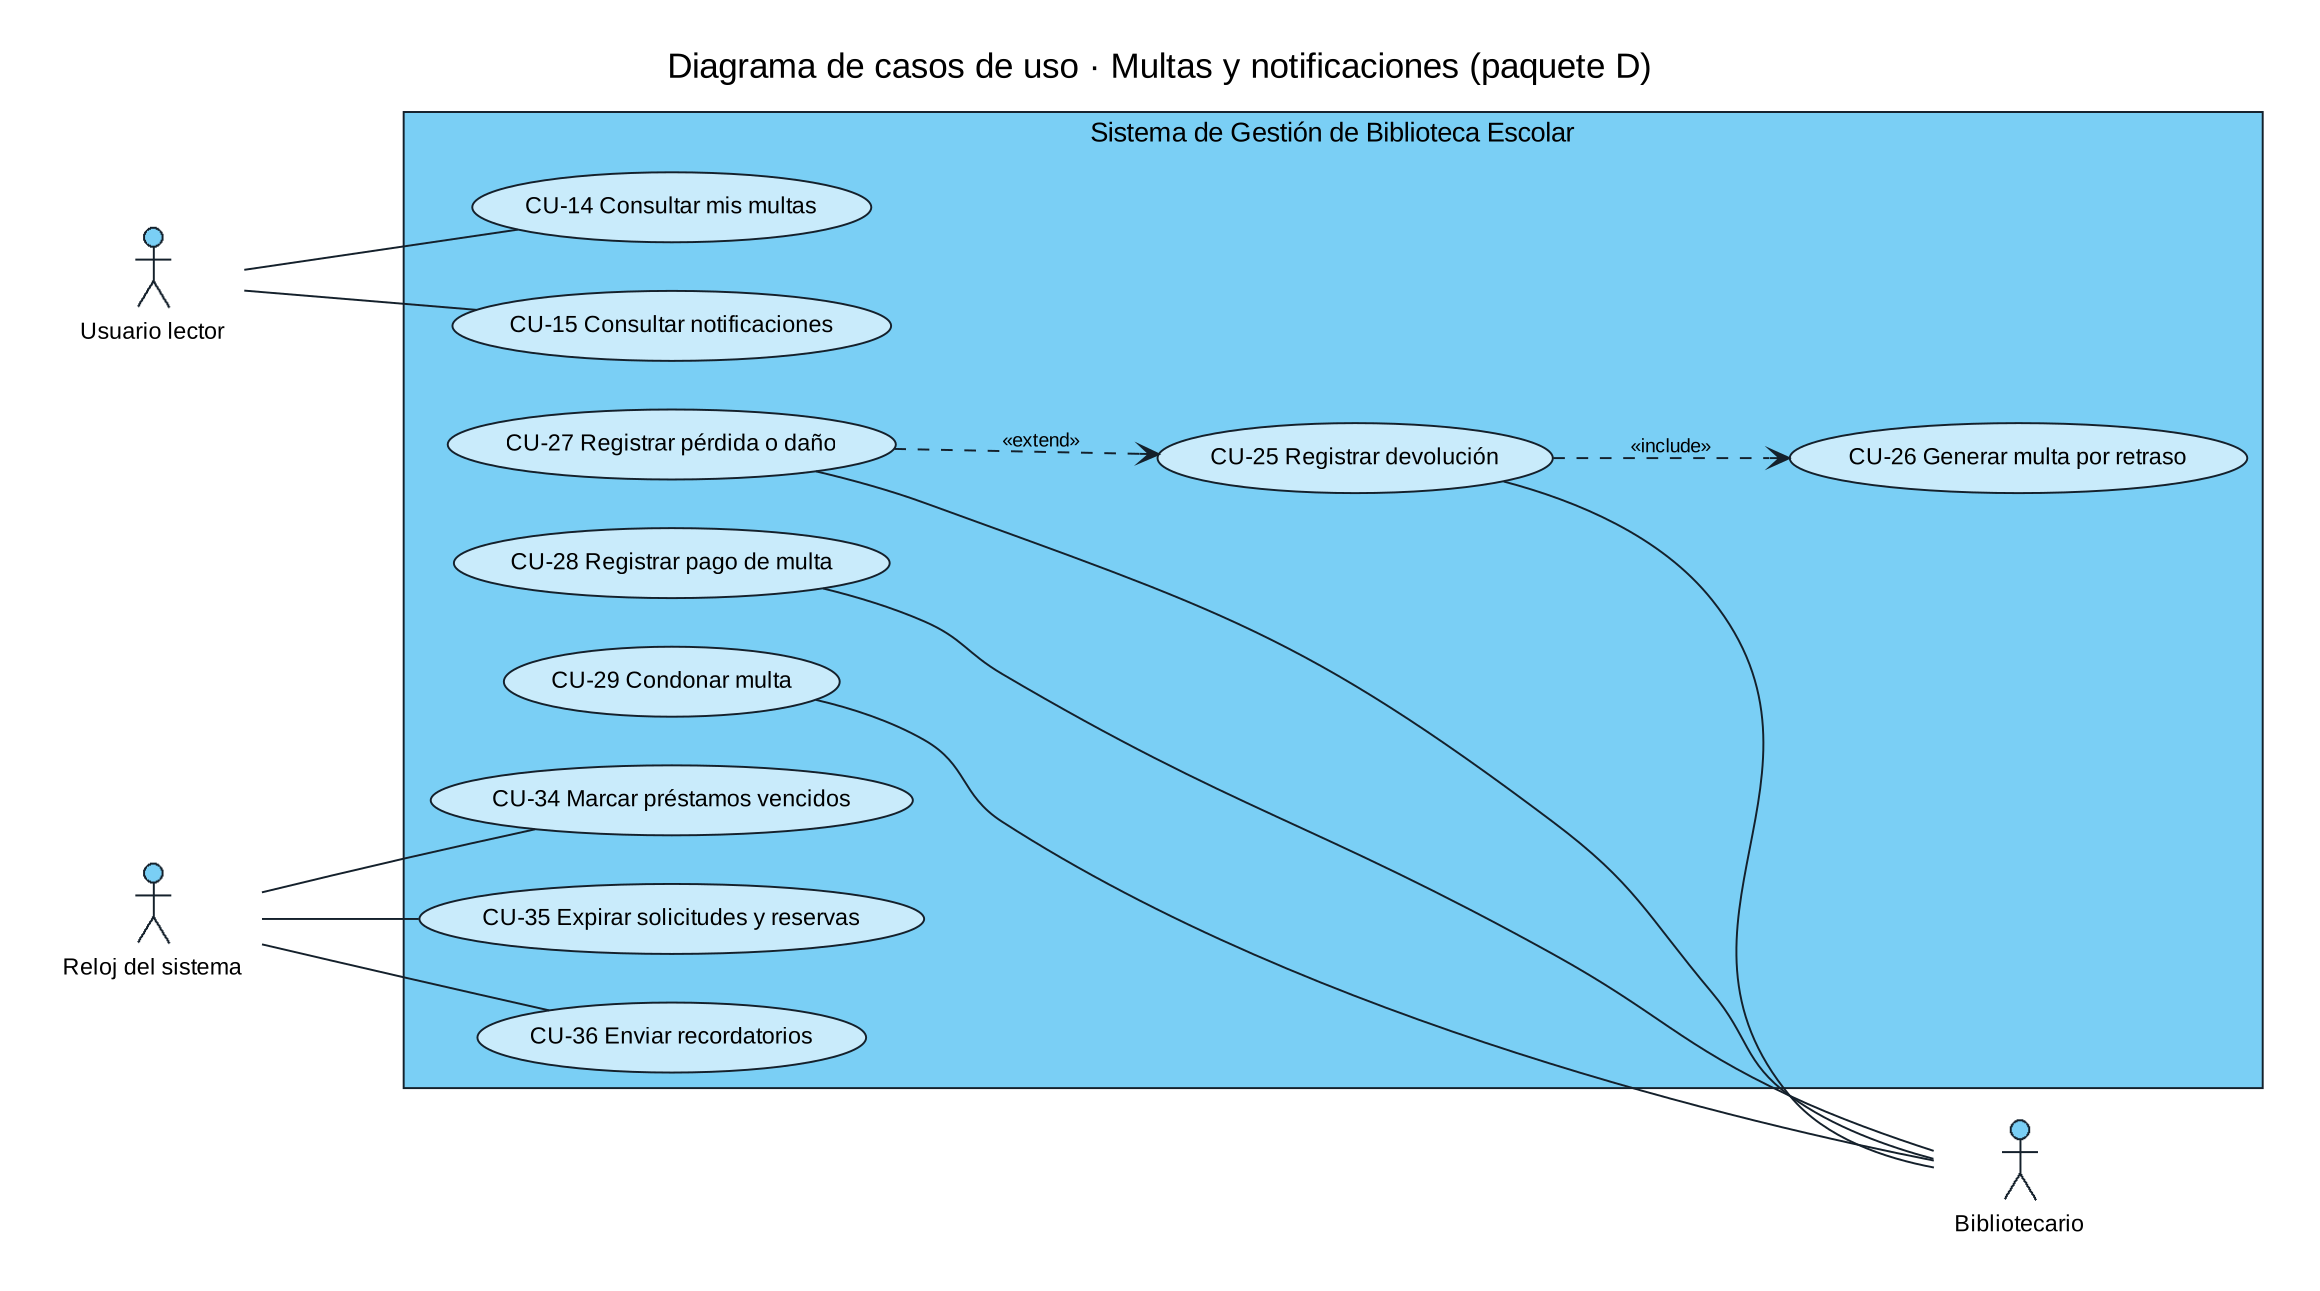 Diagrama de casos de uso · Multas y notificaciones (paquete D)
Sistema de Gestión de Biblioteca Escolar
CU-14 Consultar mis multas
Usuario lector
CU-15 Consultar notificaciones
CU-27 Registrar pérdida o daño
«extend»
CU-25 Registrar devolución
«include»
CU-26 Generar multa por retraso
CU-28 Registrar pago de multa
CU-29 Condonar multa
CU-34 Marcar préstamos vencidos
CU-35 Expirar solicitudes y reservas
Reloj del sistema
CU-36 Enviar recordatorios
Bibliotecario